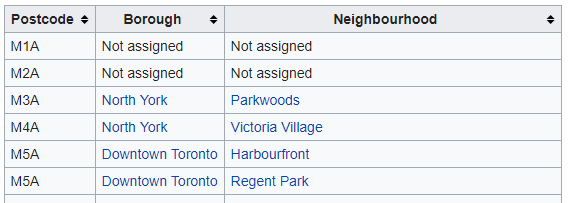 Postcode Borough Neighbourhood
M1A Not assigned Not assigned
M2A Not assigned Not assigned
M3A North York Parkwoods
M4A North York Victoria Village
M5A Downtown Toronto Harbourfront
M5A Downtown Toronto Regent Park